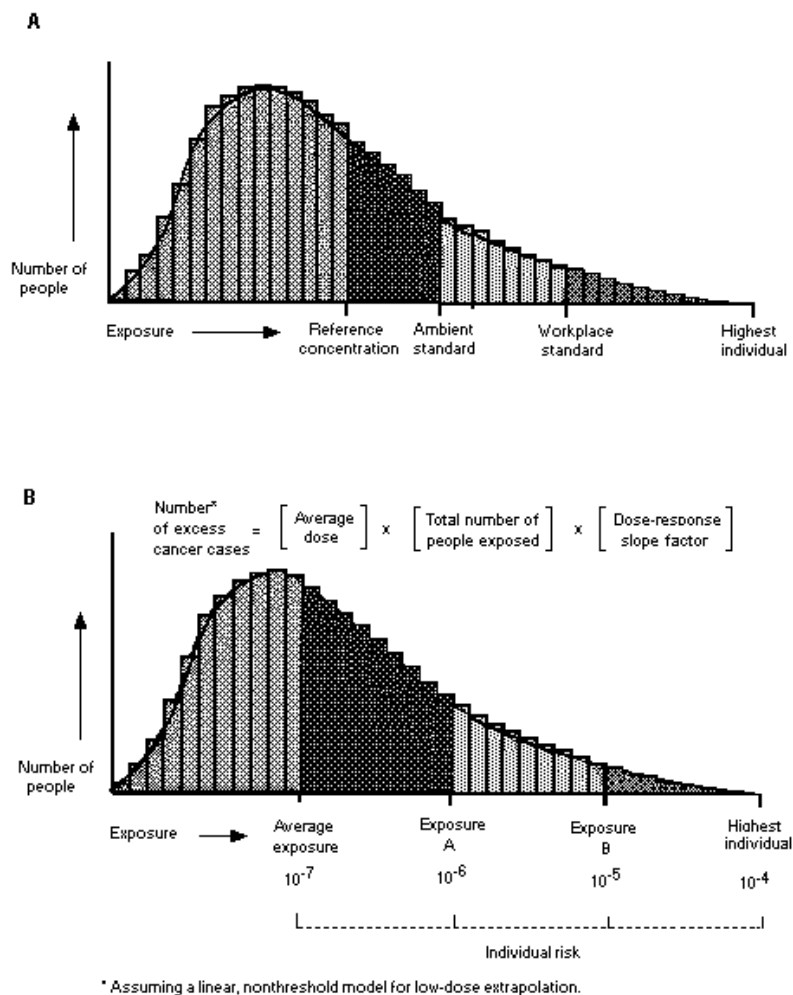 A
Number of
people
Exposure
Reference
concentration
Ambient
standard
Workplace
standard
Highest
individual
B
Number*
of excess
cancer cases
=
[Average
dose]
x
[Total number of
people exposed]
x
[Dose-response
slope factor]
Number of
people
Exposure
Average
exposure
Exposure
A
Exposure
B
Highest
individual
10⁻⁷
10⁻⁶
10⁻⁵
10⁻⁴
Individual risk
* Assuming a linear, nonthreshold model for low-dose extrapolation.